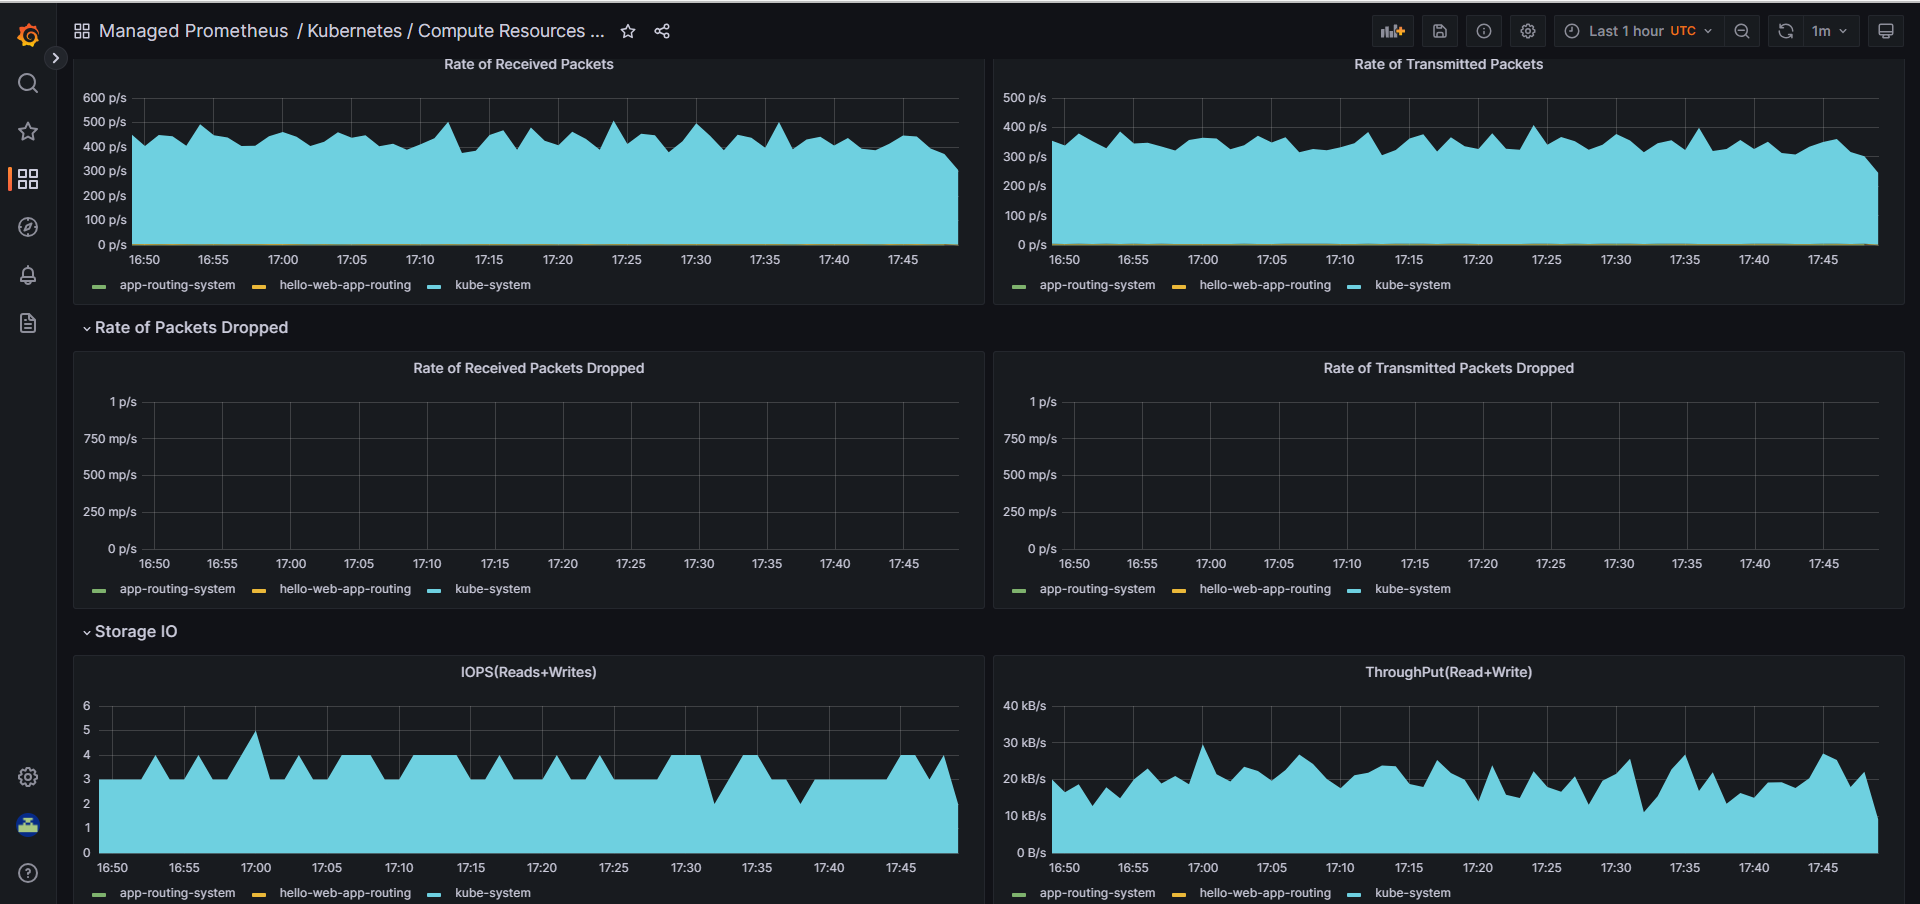 Managed Prometheus / Kubernetes / Compute Resources ...
Last 1 hour UTC
1m
Rate of Received Packets
600 p/s
500 p/s
400 p/s
300 p/s
200 p/s
100 p/s
0 p/s
16:50 16:55 17:00 17:05 17:10 17:15 17:20 17:25 17:30 17:35 17:40 17:45
app-routing-system hello-web-app-routing kube-system
Rate of Transmitted Packets
500 p/s
400 p/s
300 p/s
200 p/s
100 p/s
0 p/s
16:50 16:55 17:00 17:05 17:10 17:15 17:20 17:25 17:30 17:35 17:40 17:45
app-routing-system hello-web-app-routing kube-system
Rate of Packets Dropped
Rate of Received Packets Dropped
1 p/s
750 mp/s
500 mp/s
250 mp/s
0 p/s
16:50 16:55 17:00 17:05 17:10 17:15 17:20 17:25 17:30 17:35 17:40 17:45
app-routing-system hello-web-app-routing kube-system
Rate of Transmitted Packets Dropped
1 p/s
750 mp/s
500 mp/s
250 mp/s
0 p/s
16:50 16:55 17:00 17:05 17:10 17:15 17:20 17:25 17:30 17:35 17:40 17:45
app-routing-system hello-web-app-routing kube-system
Storage IO
IOPS(Reads+Writes)
6
5
4
3
2
1
0
16:50 16:55 17:00 17:05 17:10 17:15 17:20 17:25 17:30 17:35 17:40 17:45
app-routing-system hello-web-app-routing kube-system
ThroughPut(Read+Write)
40 kB/s
30 kB/s
20 kB/s
10 kB/s
0 B/s
16:50 16:55 17:00 17:05 17:10 17:15 17:20 17:25 17:30 17:35 17:40 17:45
app-routing-system hello-web-app-routing kube-system